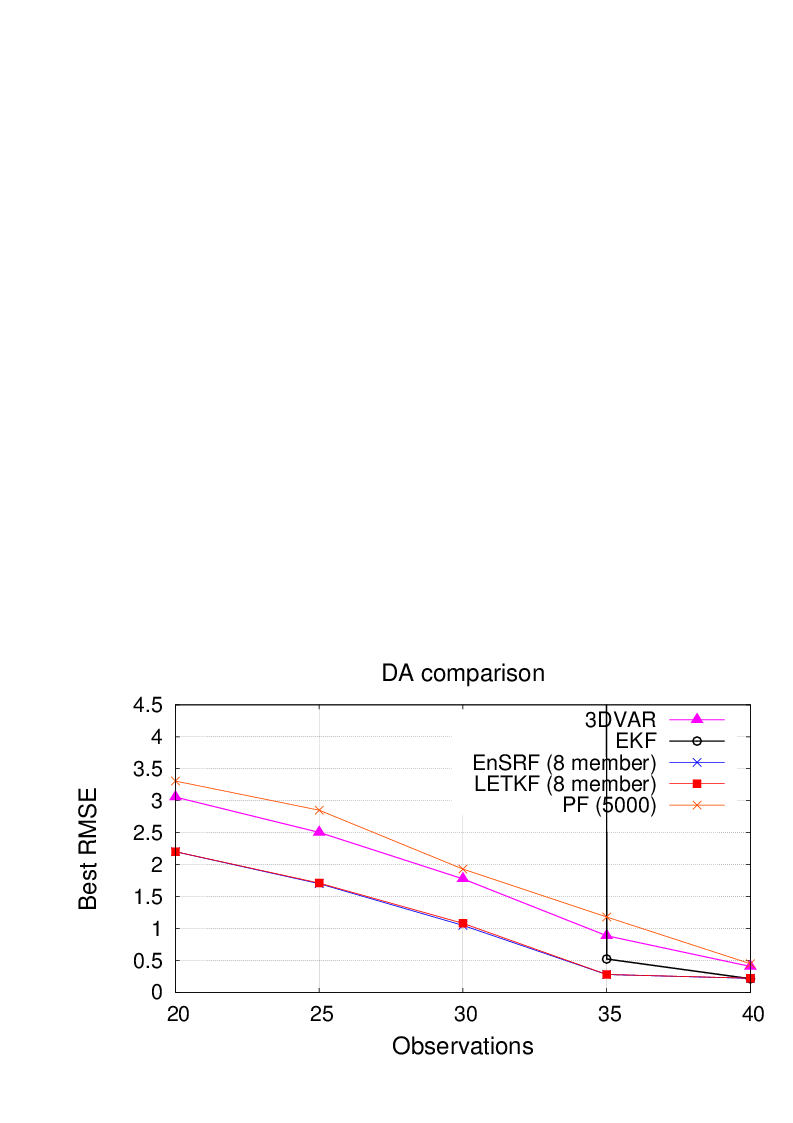 DA comparison
4.5
4
3.5
3
2.5
2
1.5
1
0.5
0
Best RMSE
3DVAR
EKF
EnSRF (8 member)
LETKF (8 member)
PF (5000)
20 25 30 35 40
Observations